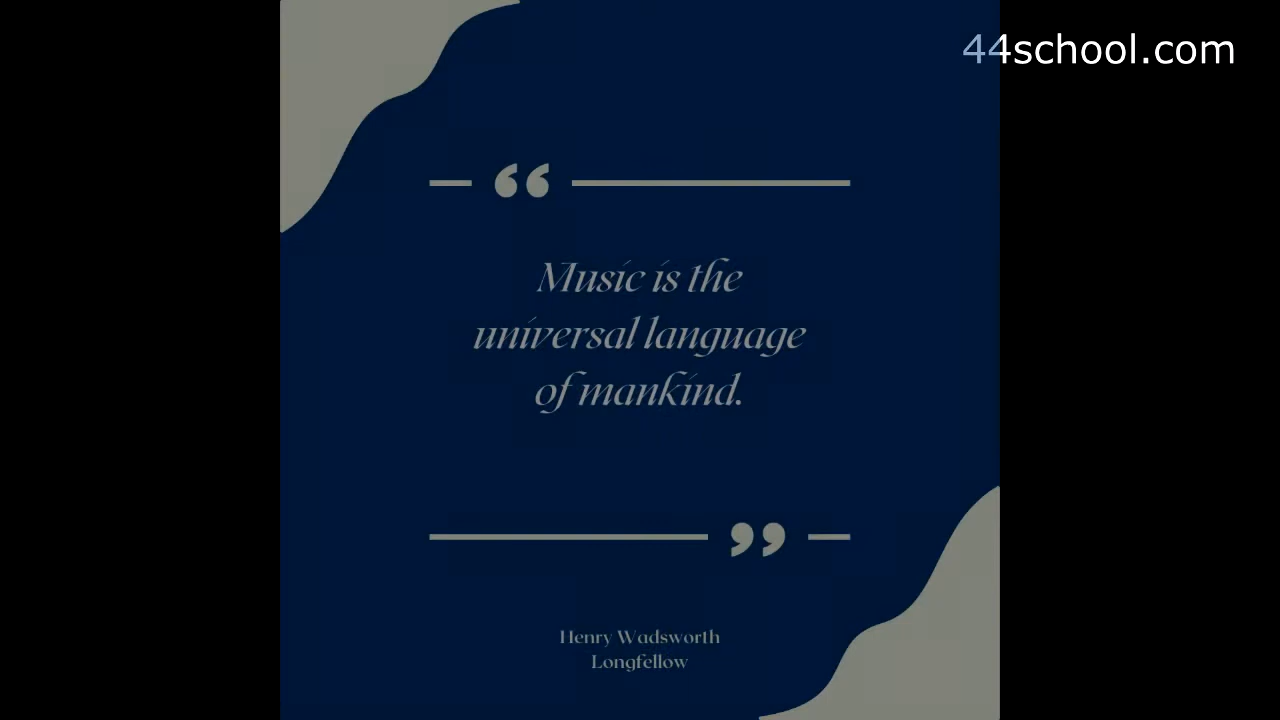 44school.com
“
Music is the
universal language
of mankind.
”
Henry Wadsworth
Longfellow